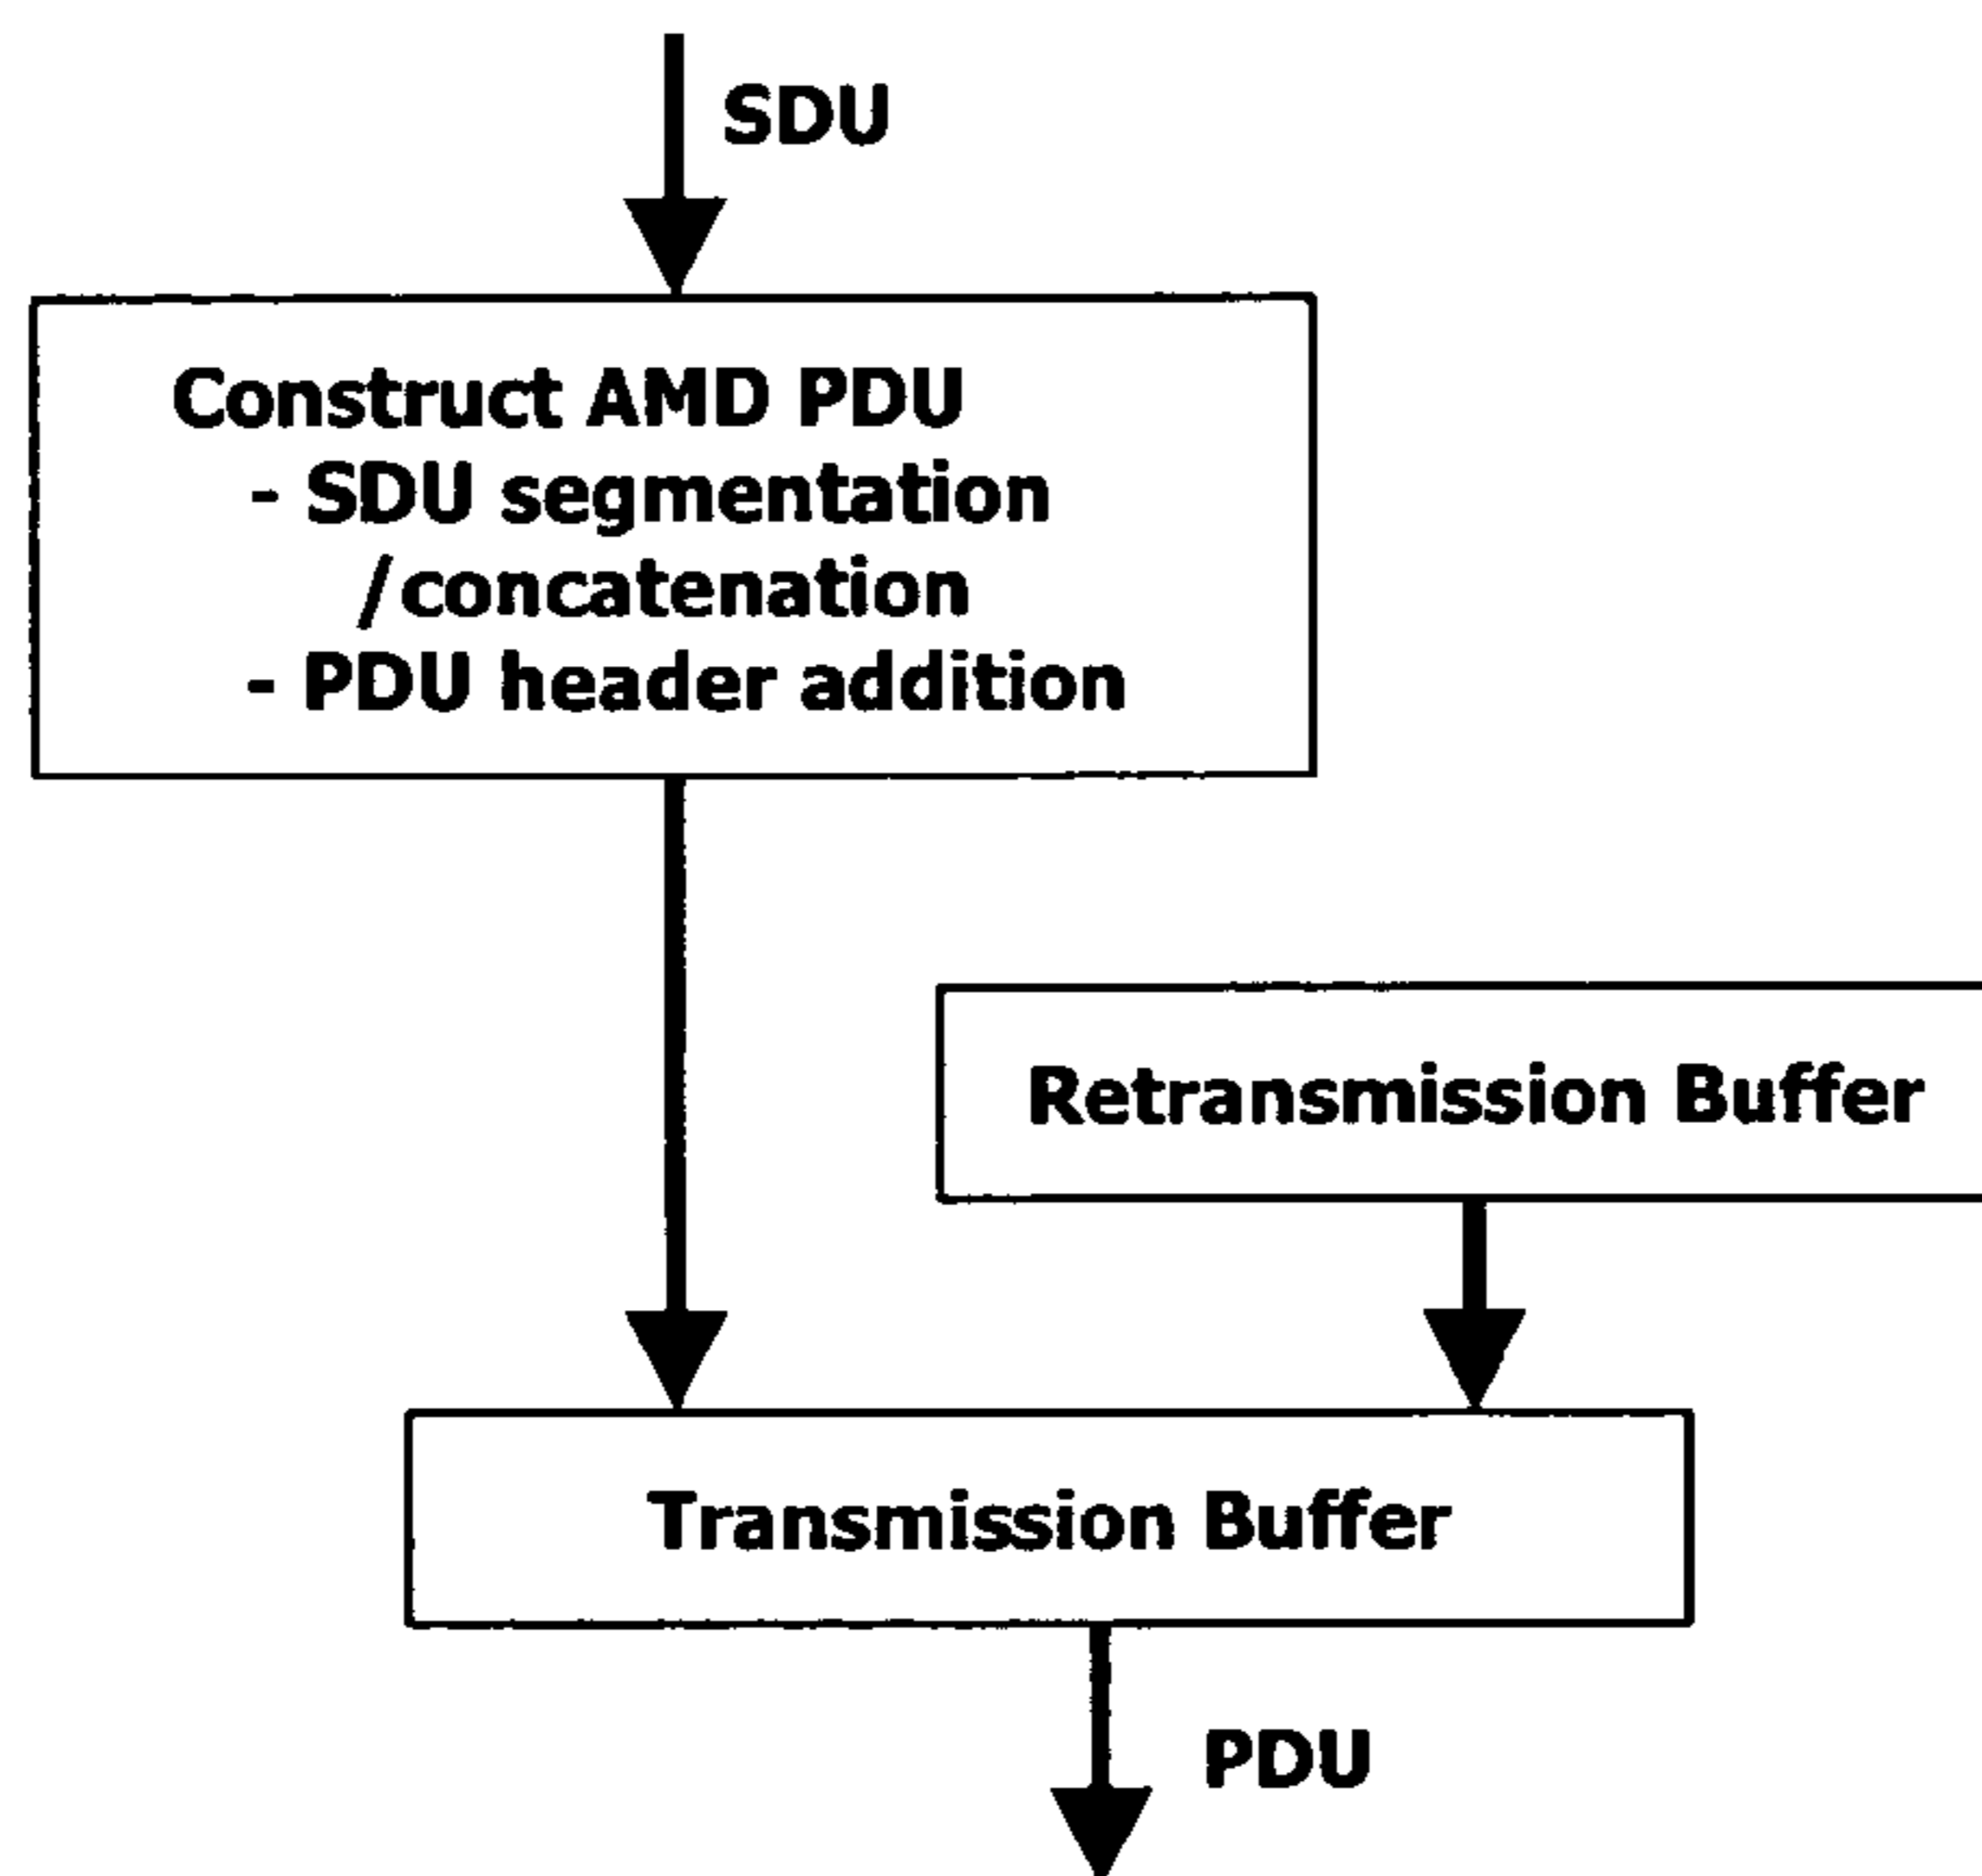 SDU
Construct AMD PDU
- SDU segmentation
/concatenation
- PDU header addition
Retransmission Buffer
Transmission Buffer
PDU